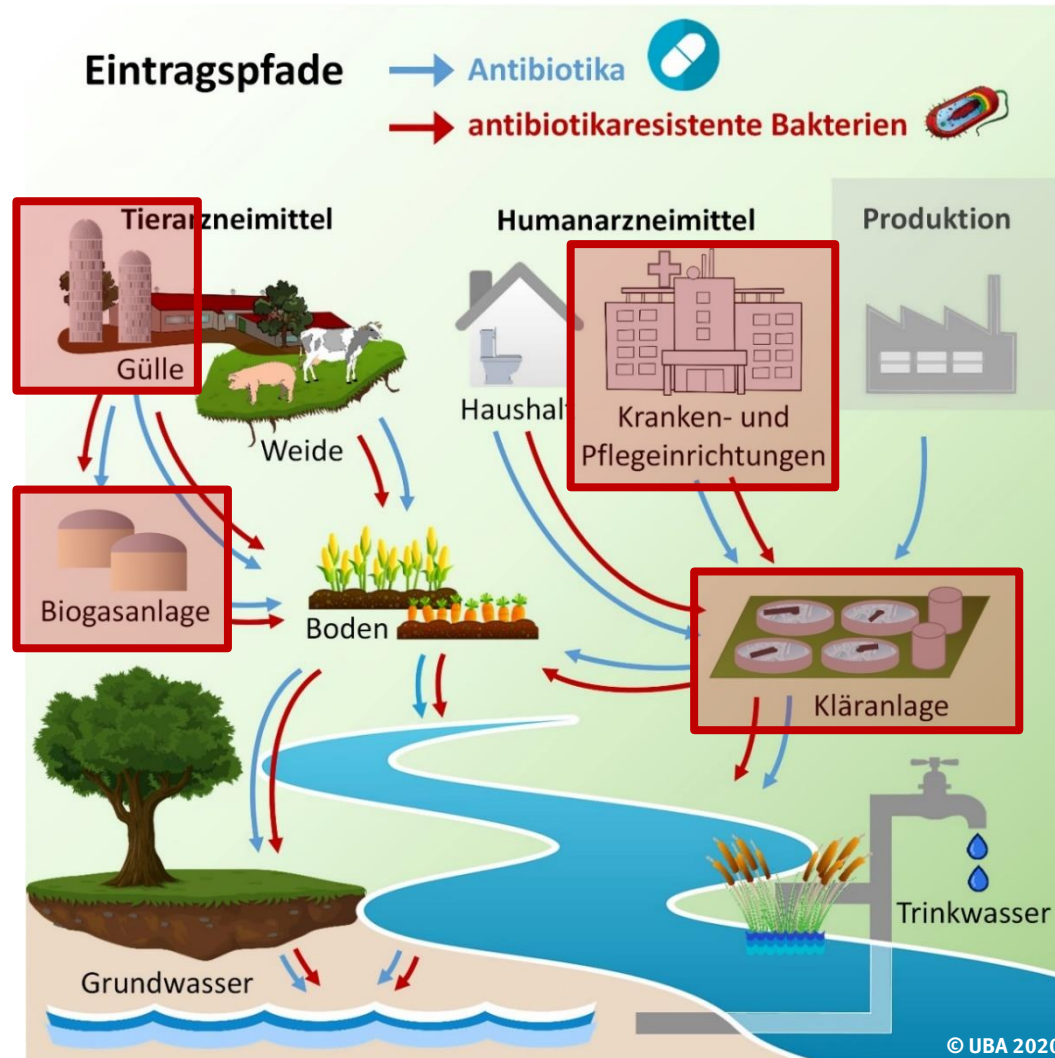 Eintragspfade
Antibiotika
antibiotikaresistente Bakterien
Tierarzneimittel
Humanarzneimittel
Produktion
Gülle
Weide
Haushalt
Kranken- und
Pflegeinrichtungen
Biogasanlage
Boden
Kläranlage
Trinkwasser
Grundwasser
© UBA 2020